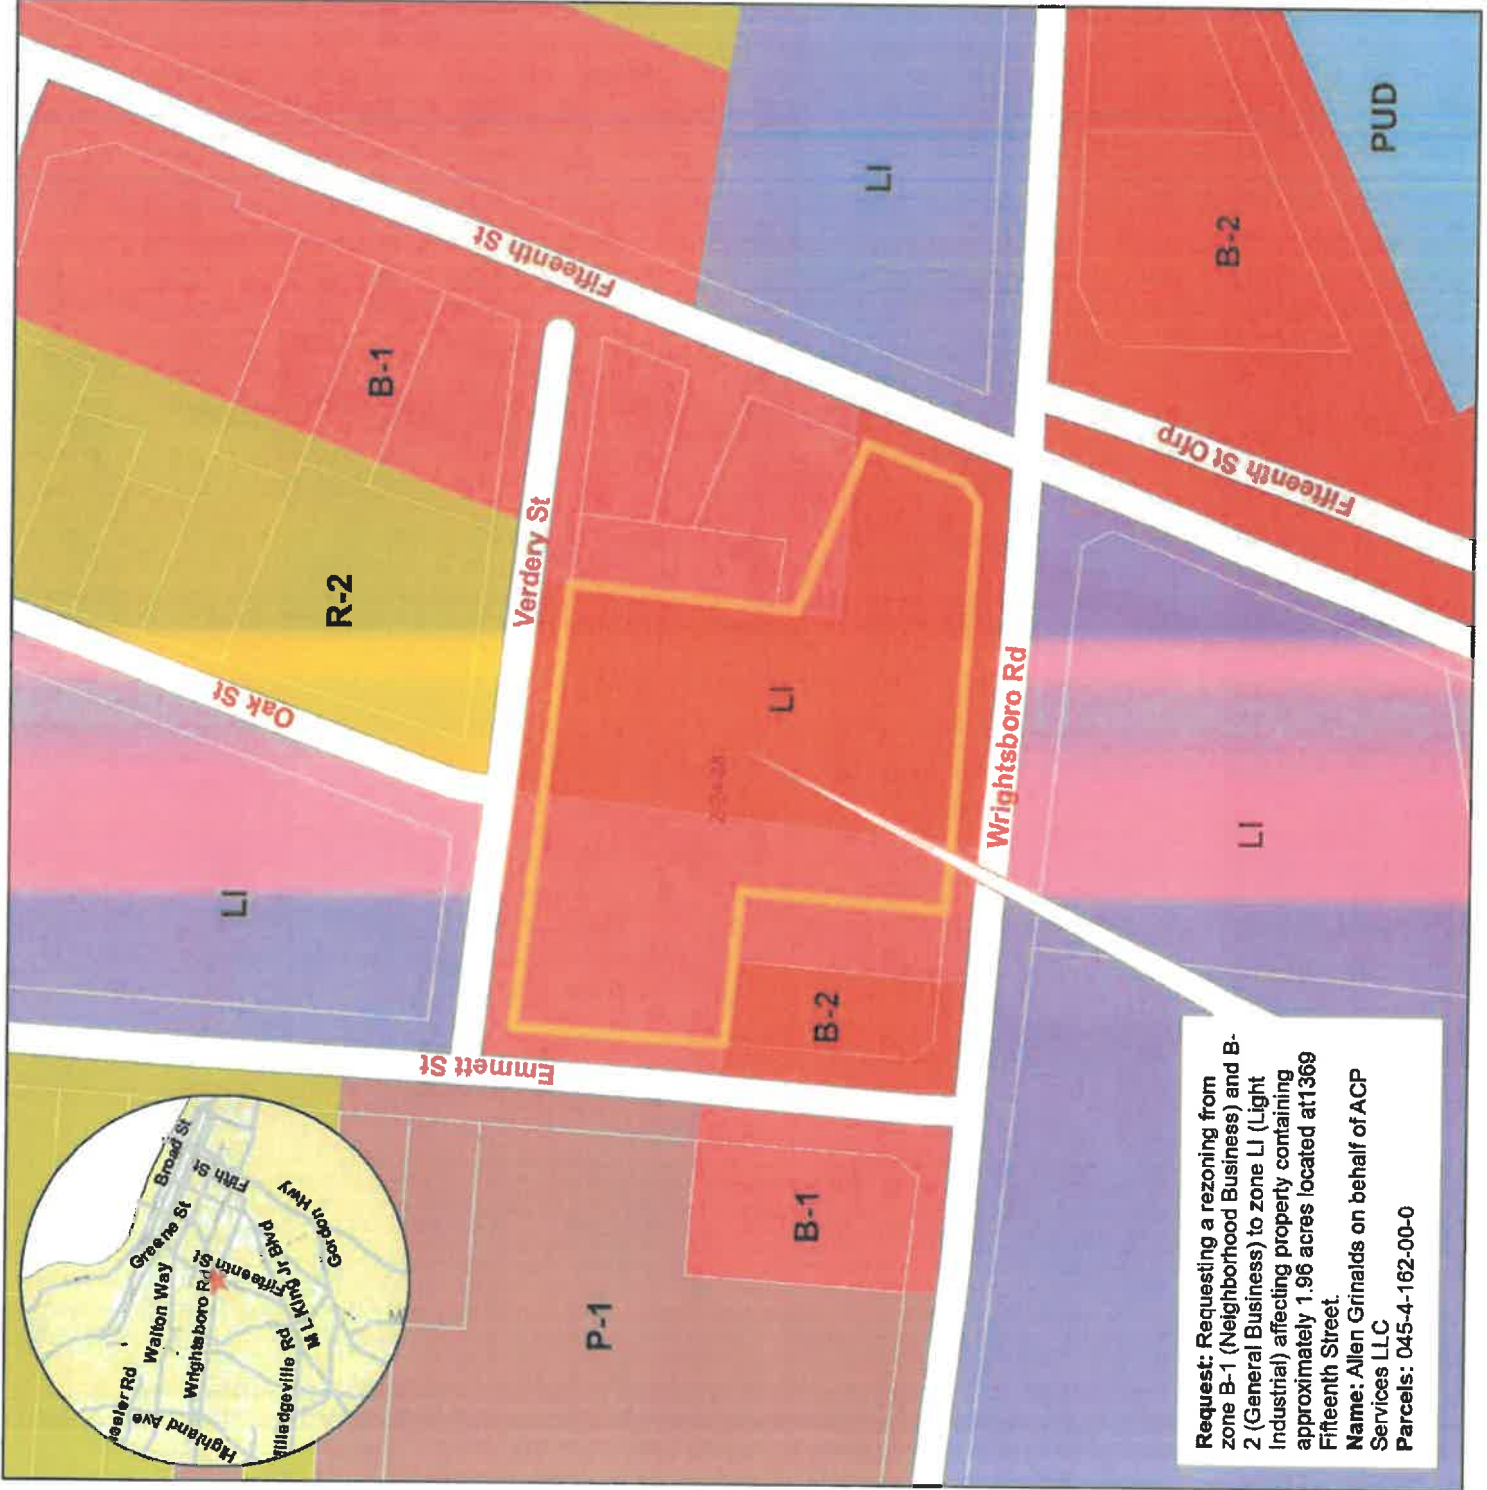 Broad St
Fifth St
Greene St
Walton Way
Fifteenth St
Wrightsboro Rd
M L King Jr Blvd
Gordon Hwy
Highland Ave
P-1
B-1
B-2
Emmett St
LI
Oak St
R-2
Verdery St
B-1
Fifteenth St
LI
LI
Wrightsboro Rd
LI
Fifteenth St Ofrp
B-2
PUD
Request: Requesting a rezoning from
zone B-1 (Neighborhood Business) and B-
2 (General Business) to zone LI (Light
Industrial) affecting property containing
approximately 1.96 acres located at1369
Fifteenth Street.
Name: Allen Grinalds on behalf of ACP
Services LLC
Parcels: 045-4-162-00-0